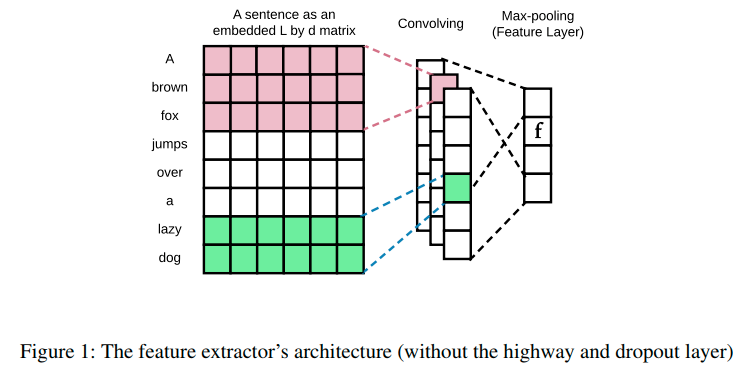 A sentence as an
embedded L by d matrix
Convolving
Max-pooling
(Feature Layer)
A
brown
fox
jumps
over
a
lazy
dog
f
Figure 1: The feature extractor's architecture (without the highway and dropout layer)